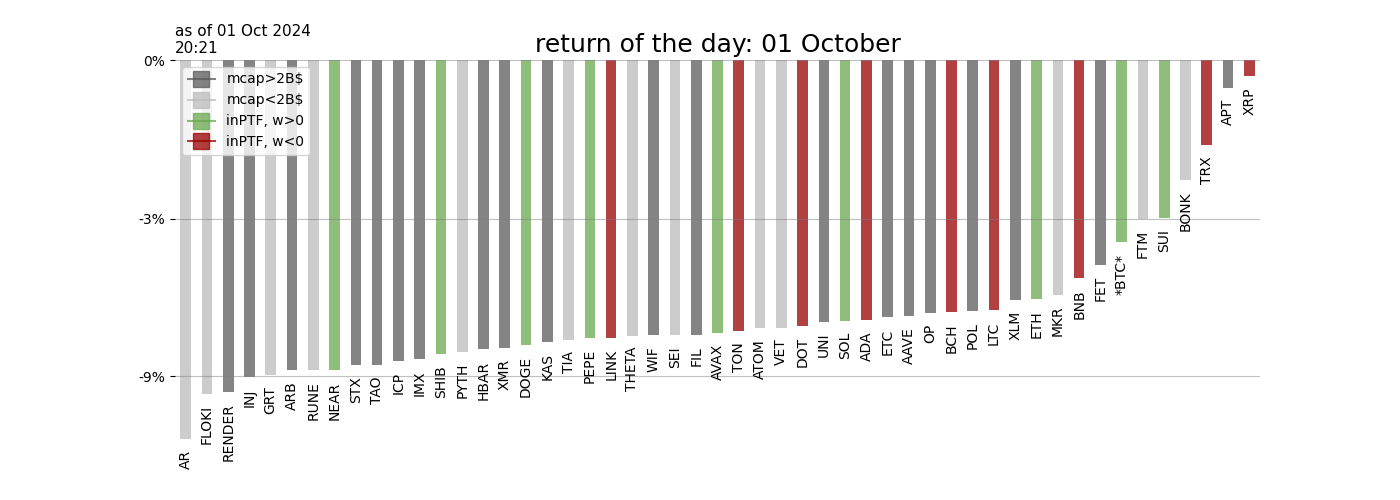 as of 01 Oct 2024
20:21
return of the day: 01 October
0%
-3%
-9%
mcap>2B$
mcap<2B$
inPTF, w>0
inPTF, w<0
AR
FLOKI
RENDER
INJ
GRT
ARB
RUNE
NEAR
STX
TAO
ICP
IMX
SHIB
PYTH
HBAR
XMR
DOGE
KAS
TIA
PEPE
LINK
THETA
WIF
SEI
FIL
AVAX
TON
ATOM
VET
DOT
UNI
SOL
ADA
ETC
AAVE
OP
BCH
POL
LTC
XLM
ETH
MKR
BNB
FET
*BTC*
FTM
SUI
BONK
TRX
APT
XRP